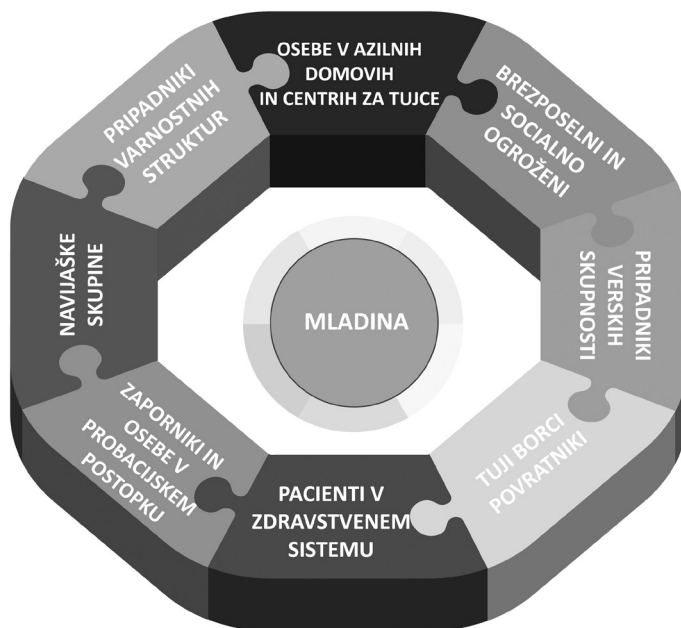 OSEBE V AZILNIH
DOMOVIH
IN CENTRIH ZA TUJCE
BREZPOSELNI IN
SOCIALNO
OGROŽENI
PRIPADNIKI
VERSKIH
SKUPNOSTI
TUJI BORCI
POVRATNIKI
PACIENTI V
ZDRAVSTVENEM
SISTEMU
ZAPORNIKI IN
OSEBE V
PROBACIJSKEM
POSTOPKU
NAVIJAŠKE
SKUPINE
PRIPADNIKI
VARNOSTNIH
STRUKTUR
MLADINA